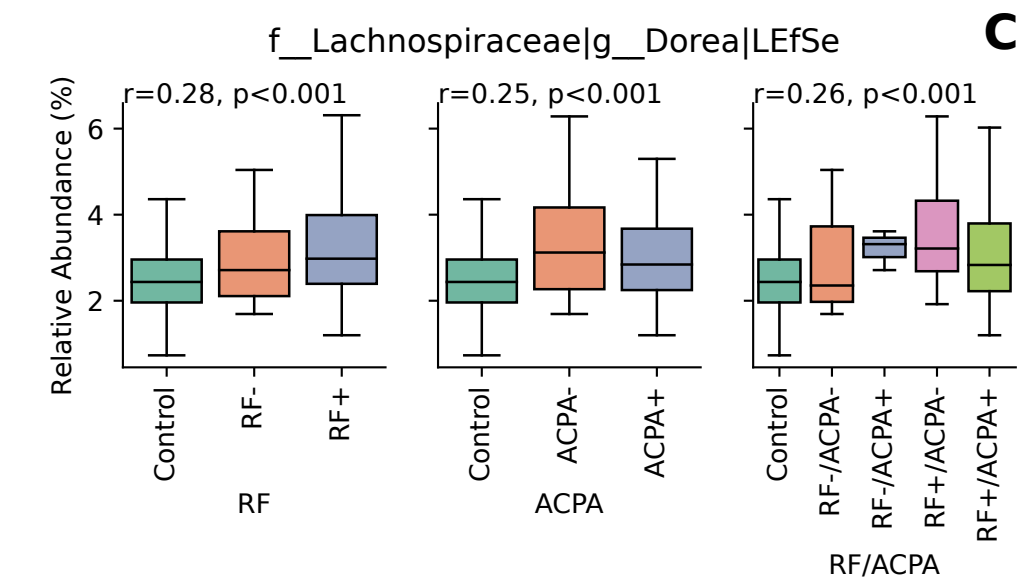 C
f__Lachnospiraceae|g__Dorea|LEfSe
r=0.28, p<0.001
r=0.25, p<0.001
r=0.26, p<0.001
Relative Abundance (%)
6
4
2
Control
RF-
RF+
RF
Control
ACPA-
ACPA+
ACPA
Control
RF-/ACPA-
RF-/ACPA+
RF+/ACPA-
RF+/ACPA+
RF/ACPA